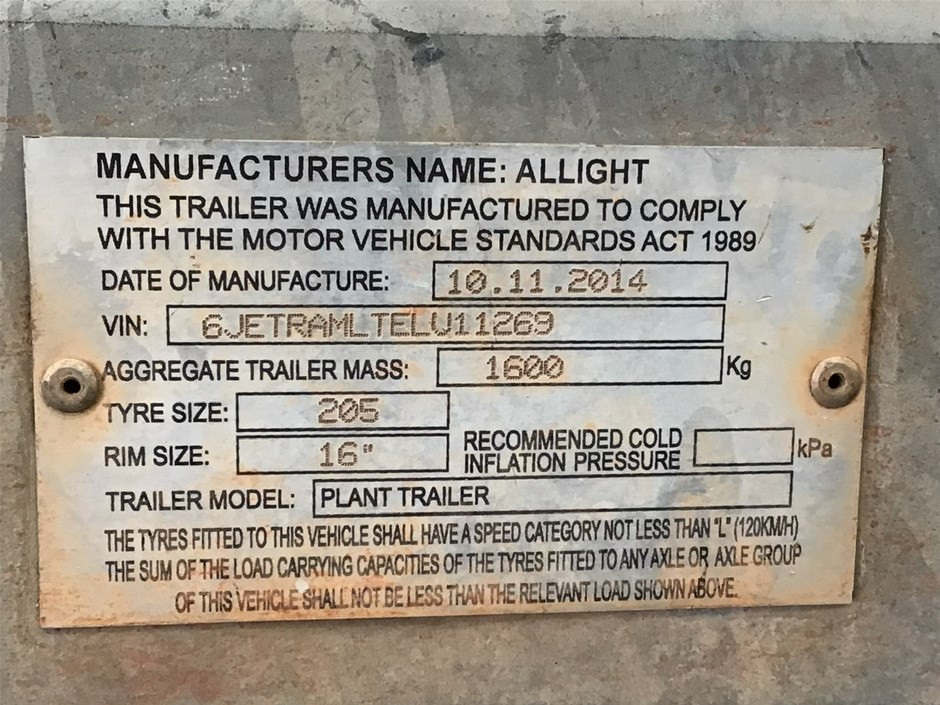 MANUFACTURERS NAME: ALLIGHT
THIS TRAILER WAS MANUFACTURED TO COMPLY
WITH THE MOTOR VEHICLE STANDARDS ACT 1989
DATE OF MANUFACTURE: 10.11.2014
VIN: 6JETRAMLTELV11269
AGGREGATE TRAILER MASS: 1600 Kg
TYRE SIZE: 205
RIM SIZE: 16" RECOMMENDED COLD INFLATION PRESSURE kPa
TRAILER MODEL: PLANT TRAILER
THE TYRES FITTED TO THIS VEHICLE SHALL HAVE A SPEED CATEGORY NOT LESS THAN "L" (120KM/H)
THE SUM OF THE LOAD CARRYING CAPACITIES OF THE TYRES FITTED TO ANY AXLE OR AXLE GROUP
OF THIS VEHICLE SHALL NOT BE LESS THAN THE RELEVANT LOAD SHOWN ABOVE.